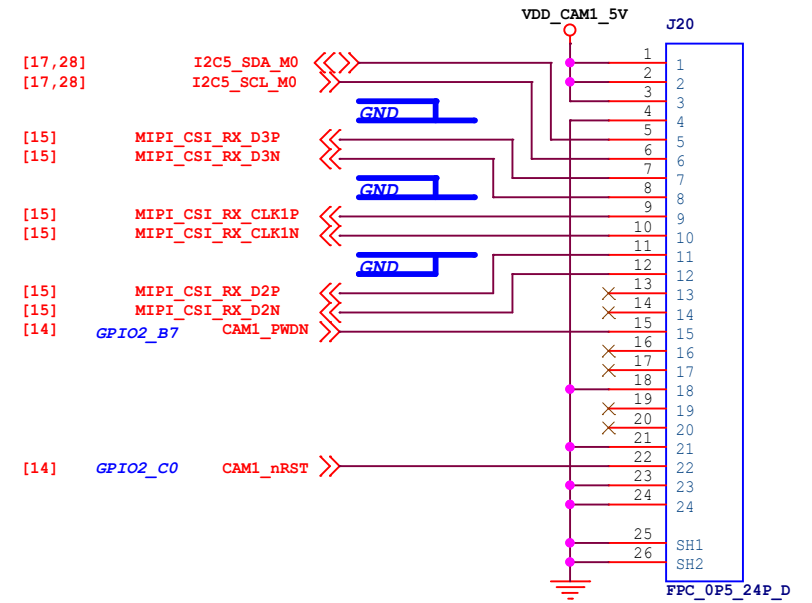 VDD_CAM1_5V
J20
[17,28] I2C5_SDA_M0 1 1
[17,28] I2C5_SCL_M0 2 2
3 3
GND 4 4
[15] MIPI_CSI_RX_D3P 5 5
[15] MIPI_CSI_RX_D3N 6 6
7 7
GND 8 8
[15] MIPI_CSI_RX_CLK1P 9 9
[15] MIPI_CSI_RX_CLK1N 10 10
11 11
GND 12 12
[15] MIPI_CSI_RX_D2P 13 13
[15] MIPI_CSI_RX_D2N 14 14
[14] GPIO2_B7 CAM1_PWDN 15 15
16 16
17 17
18 18
19 19
20 20
21 21
[14] GPIO2_C0 CAM1_nRST 22 22
23 23
24 24
25 SH1
26 SH2
FPC_0P5_24P_D